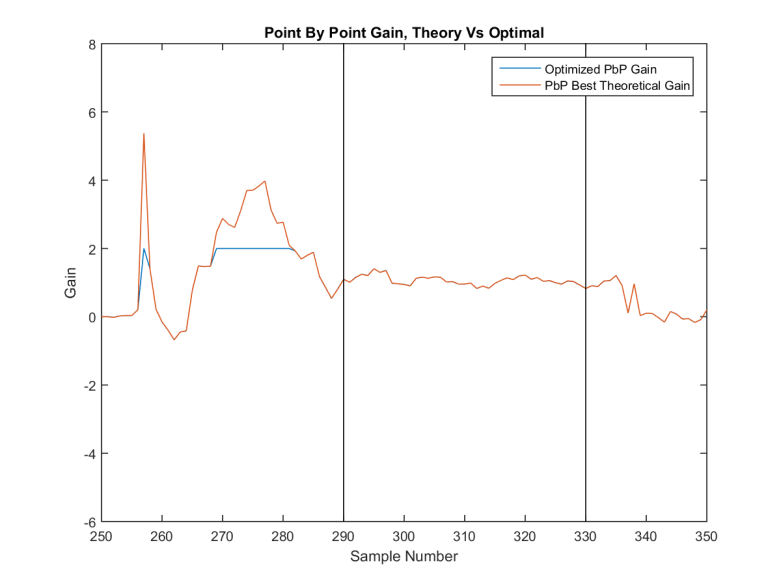 Point By Point Gain, Theory Vs Optimal
Optimized PbP Gain
PbP Best Theoretical Gain
8
6
4
2
0
-2
-4
-6
Gain
250 260 270 280 290 300 310 320 330 340 350
Sample Number